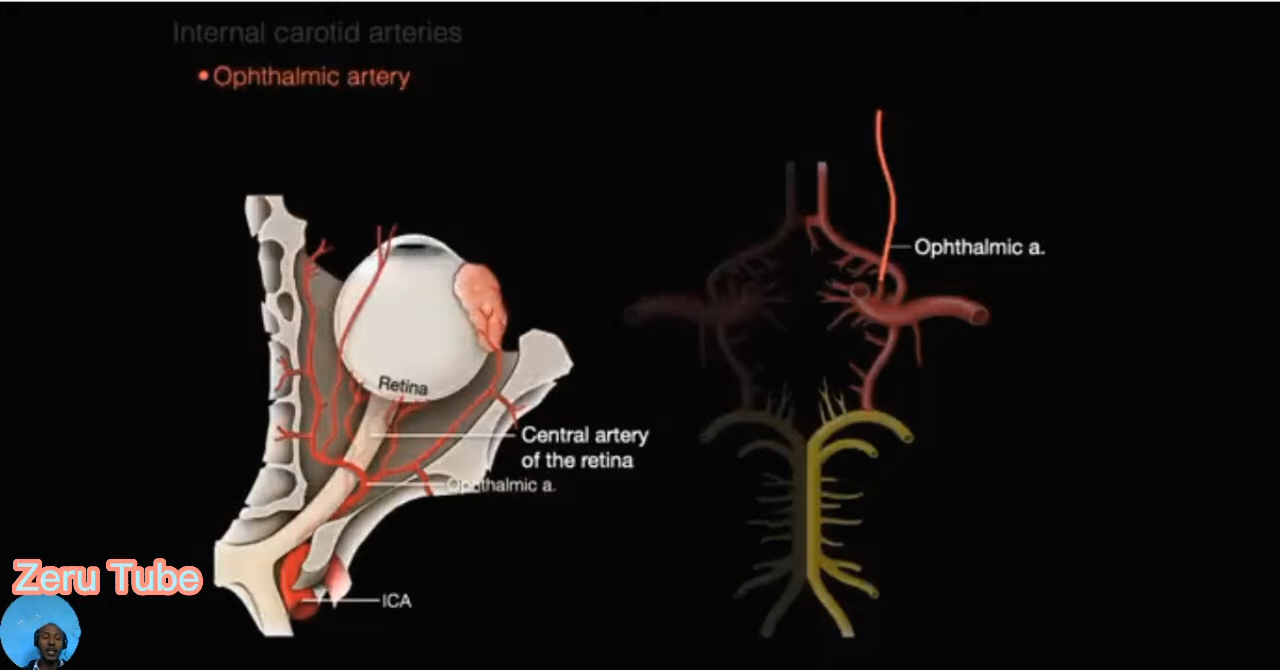 Internal carotid arteries
• Ophthalmic artery
Ophthalmic a.
Retina
Central artery
of the retina
Ophthalmic a.
ICA
Zeru Tube